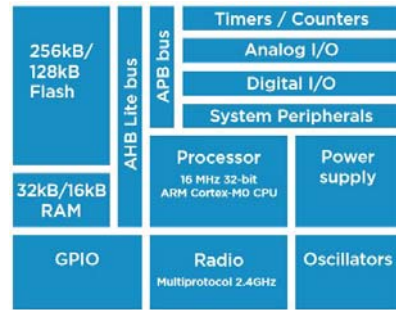 256kB/
128kB
Flash
32kB/16kB
RAM
AHB Lite bus
APB bus
Timers / Counters
Analog I/O
Digital I/O
System Peripherals
Processor
16 MHz 32-bit
ARM Cortex-M0 CPU
Power
supply
GPIO
Radio
Multiprotocol 2.4GHz
Oscillators